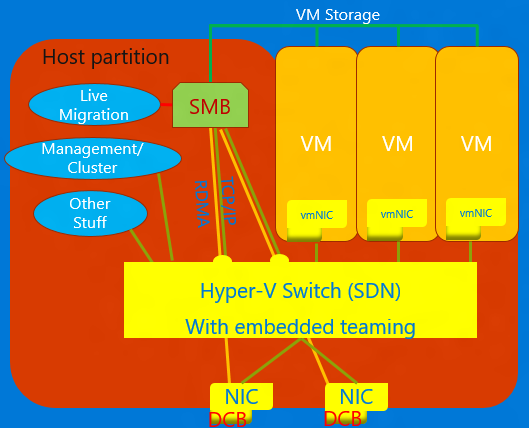 VM Storage
Host partition
Live
Migration
SMB
Management/
Cluster
Other
Stuff
RDMA
TCP/IP
VM
VM
VM
vmNIC
vmNIC
vmNIC
Hyper-V Switch (SDN)
With embedded teaming
NIC
DCB
NIC
DCB